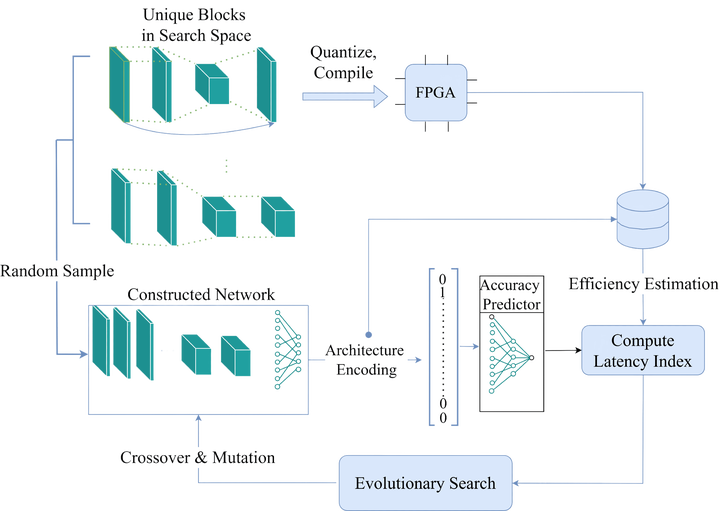 Unique Blocks
in Search Space
Quantize,
Compile
FPGA
Random Sample
Constructed Network
Architecture
Encoding
0
1
0
0
Accuracy
Predictor
Efficiency Estimation
Compute
Latency Index
Crossover & Mutation
Evolutionary Search